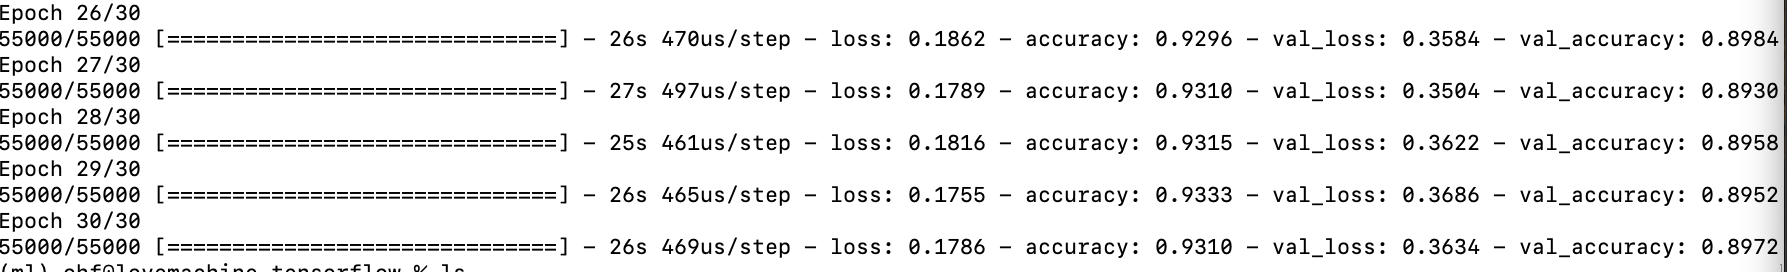 Epoch 26/30
55000/55000 [==============================] - 26s 470us/step - loss: 0.1862 - accuracy: 0.9296 - val_loss: 0.3584 - val_accuracy: 0.8984
Epoch 27/30
55000/55000 [==============================] - 27s 497us/step - loss: 0.1789 - accuracy: 0.9310 - val_loss: 0.3504 - val_accuracy: 0.8930
Epoch 28/30
55000/55000 [==============================] - 25s 461us/step - loss: 0.1816 - accuracy: 0.9315 - val_loss: 0.3622 - val_accuracy: 0.8958
Epoch 29/30
55000/55000 [==============================] - 26s 465us/step - loss: 0.1755 - accuracy: 0.9333 - val_loss: 0.3686 - val_accuracy: 0.8952
Epoch 30/30
55000/55000 [==============================] - 26s 469us/step - loss: 0.1786 - accuracy: 0.9310 - val_loss: 0.3634 - val_accuracy: 0.8972
(ml) tensorflow % ls